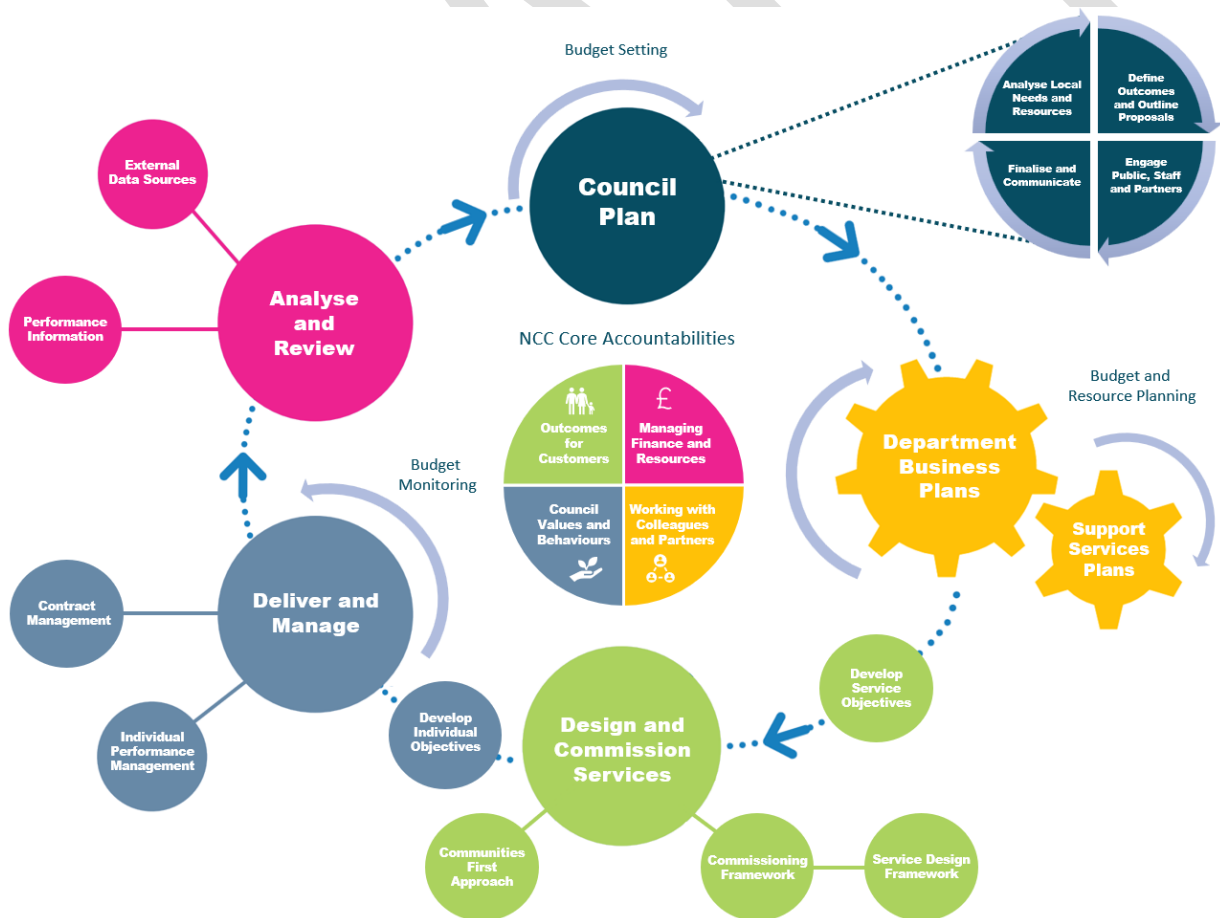 Budget Setting
Council
Plan
Analyse Local
Needs and
Resources
Define
Outcomes
and Outline
Proposals
Finalise and
Communicate
Engage
Public, Staff
and Partners
External
Data Sources
Performance
Information
Analyse
and
Review
NCC Core Accountabilities
Outcomes
for
Customers
£
Managing
Finance and
Resources
Council
Values and
Behaviours
Working with
Colleagues
and Partners
Budget and
Resource Planning
Department
Business
Plans
Support
Services
Plans
Budget
Monitoring
Deliver and
Manage
Contract
Management
Individual
Performance
Management
Develop
Individual
Objectives
Design and
Commission
Services
Develop
Service
Objectives
Communities
First
Approach
Commissioning
Framework
Service Design
Framework